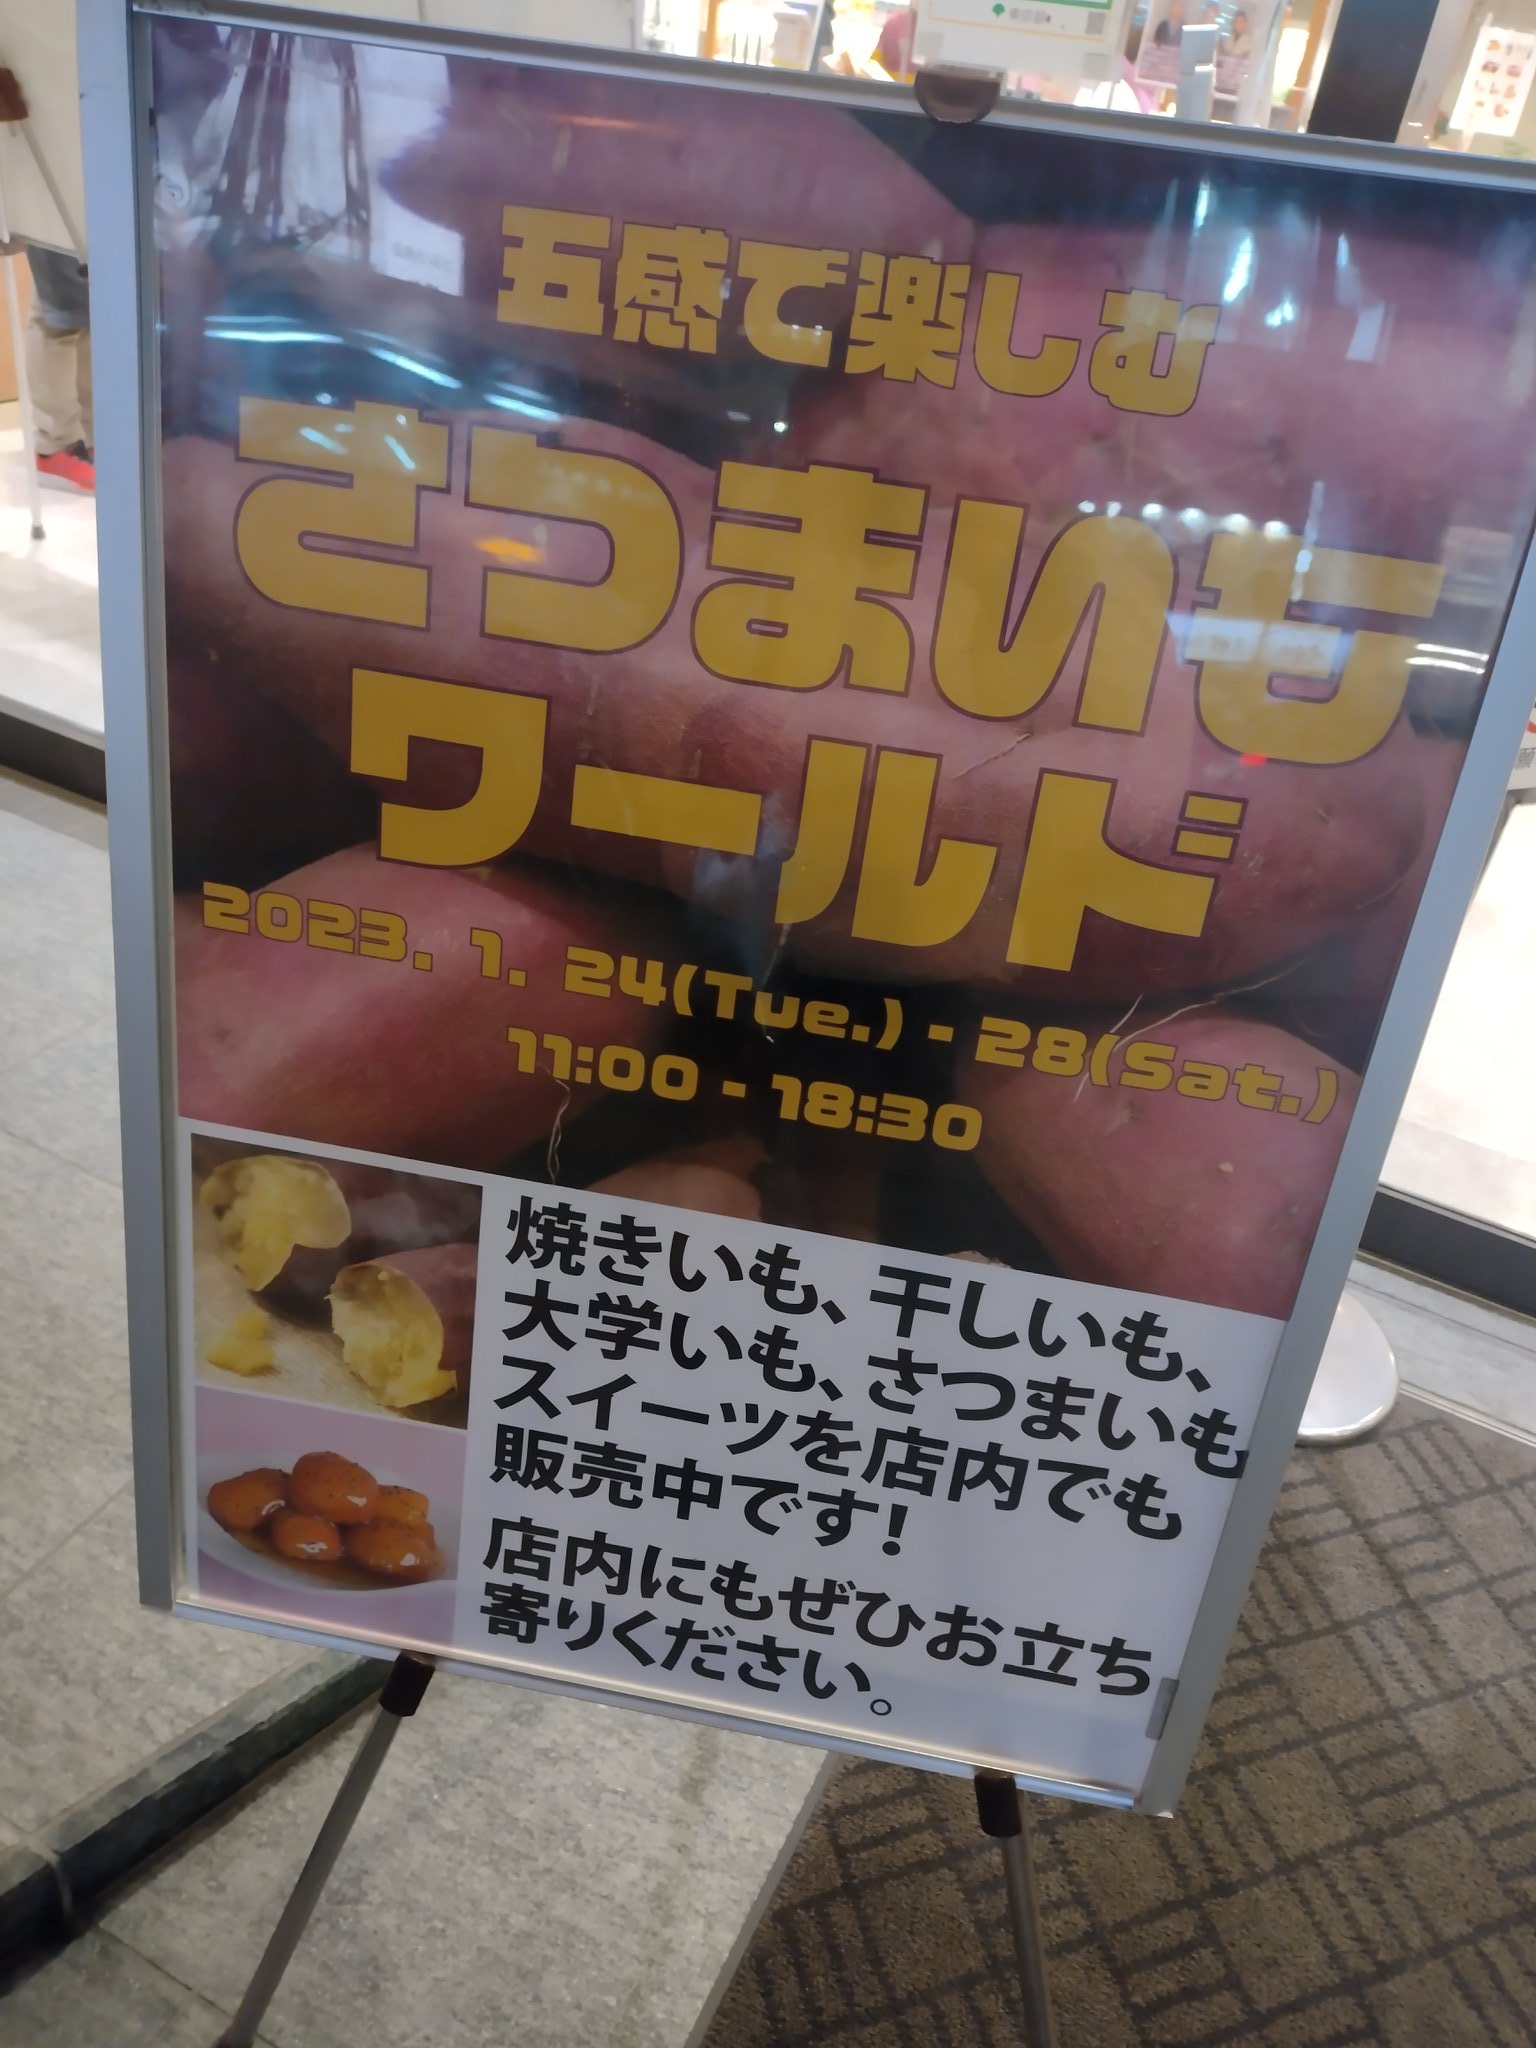 五感で楽しむ
さつまいも
ワールド
2023. 1. 24(Tue.) - 28(Sat.)
11:00 - 18:30
焼きいも、干しいも、
大学いも、さつまいも
スイーツを店内でも
販売中です!
店内にもぜひお立ち
寄りください。